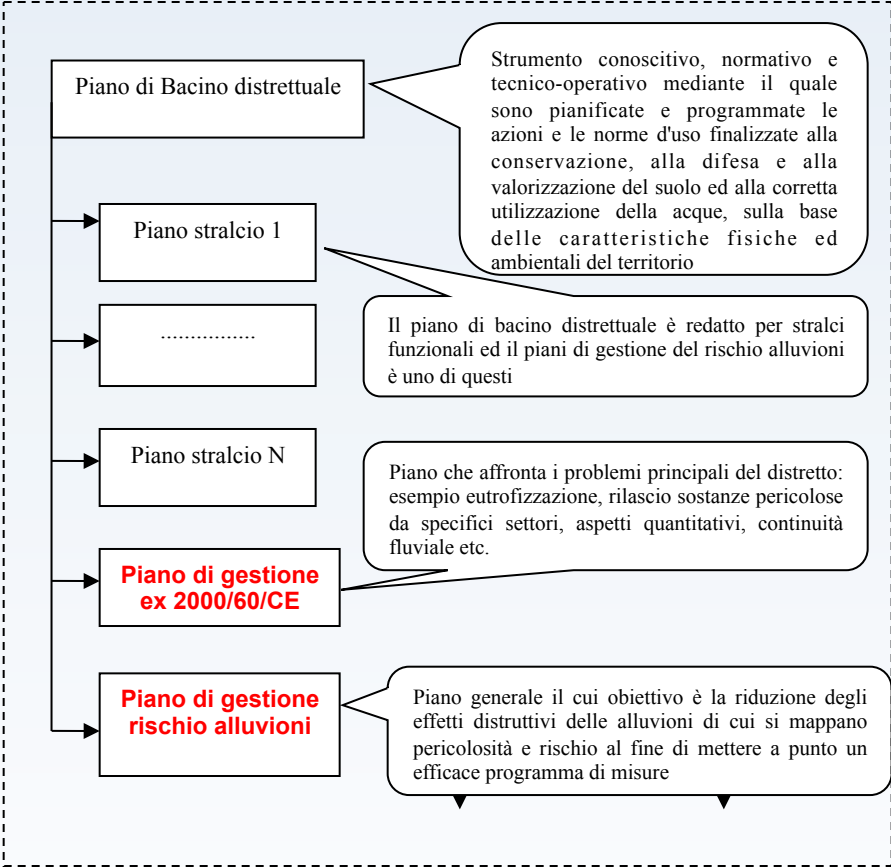 Piano di Bacino distrettuale
Strumento conoscitivo, normativo e
tecnico-operativo mediante il quale
sono pianificate e programmate le
azioni e le norme d'uso finalizzate alla
conservazione, alla difesa e alla
valorizzazione del suolo ed alla corretta
utilizzazione della acque, sulla base
delle caratteristiche fisiche ed
ambientali del territorio
Piano stralcio 1
Il piano di bacino distrettuale è redatto per stralci
funzionali ed il piani di gestione del rischio alluvioni
è uno di questi
...............
Piano stralcio N
Piano che affronta i problemi principali del distretto:
esempio eutrofizzazione, rilascio sostanze pericolose
da specifici settori, aspetti quantitativi, continuità
fluviale etc.
Piano di gestione
ex 2000/60/CE
Piano di gestione
rischio alluvioni
Piano generale il cui obiettivo è la riduzione degli
effetti distruttivi delle alluvioni di cui si mappano
pericolosità e rischio al fine di mettere a punto un
efficace programma di misure